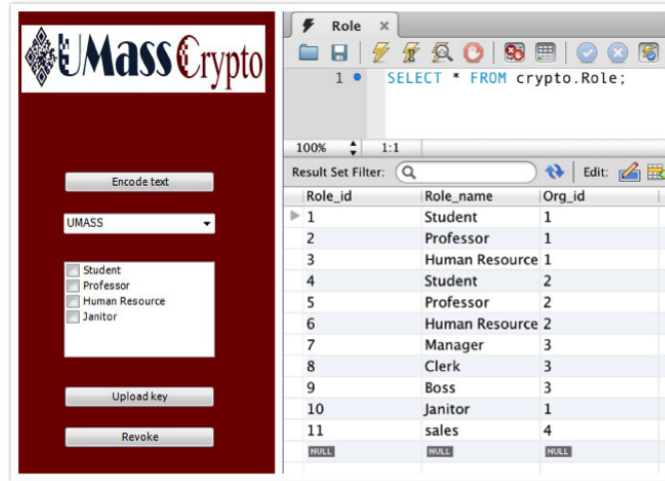 UMass Crypto
Encode text
UMASS
Student
Professor
Human Resource
Janitor
Upload key
Revoke
Role
1 SELECT * FROM crypto.Role;
100% 1:1
Result Set Filter: Edit:
Role_id Role_name Org_id
1 Student 1
2 Professor 1
3 Human Resource 1
4 Student 2
5 Professor 2
6 Human Resource 2
7 Manager 3
8 Clerk 3
9 Boss 3
10 Janitor 1
11 sales 4
NULL NULL NULL